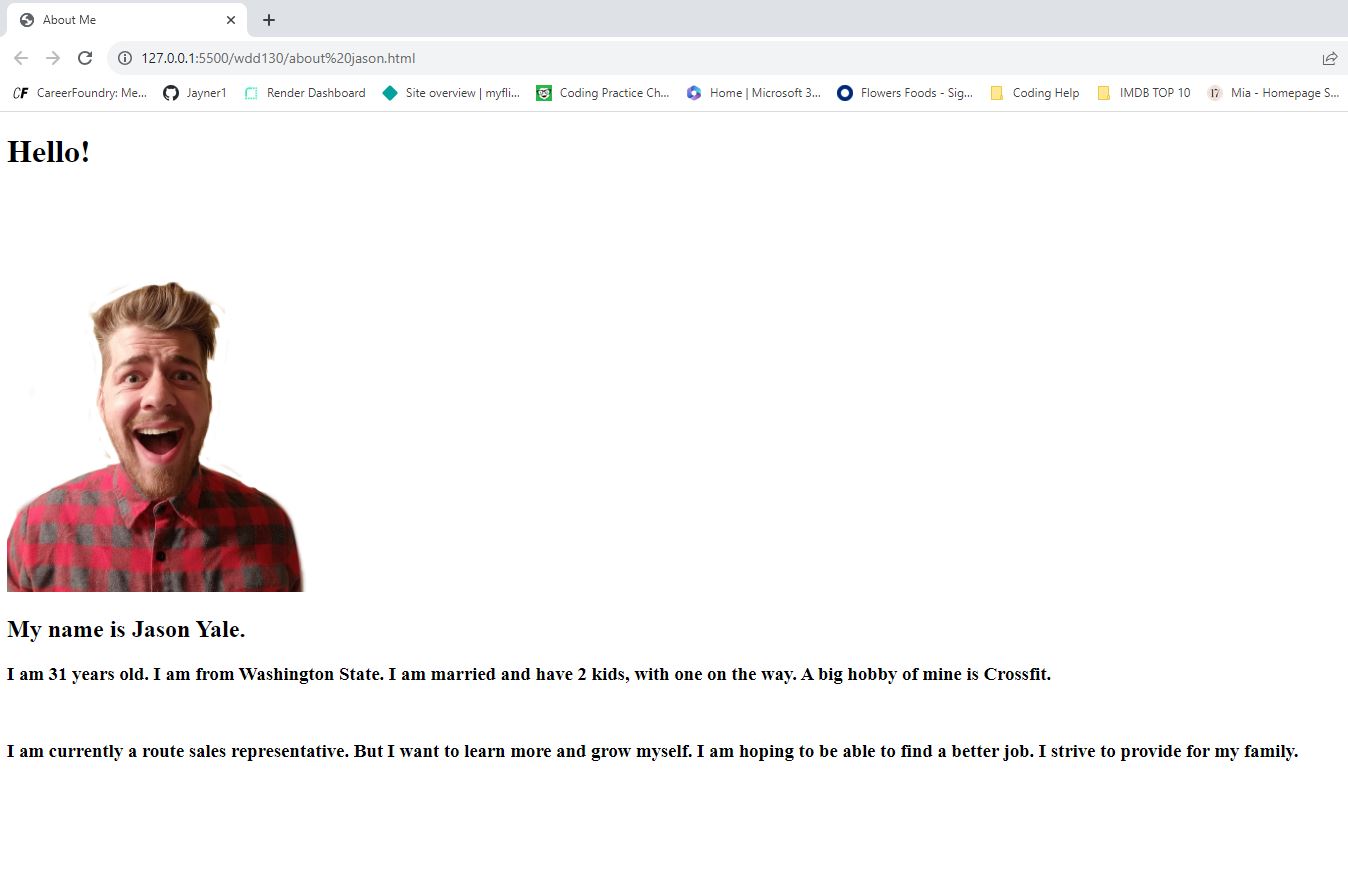 About Me
127.0.0.1:5500/wdd130/about%20jason.html
CF CareerFoundry: Me... Jayner1 Render Dashboard Site overview | myfli... Coding Practice Ch... Home | Microsoft 3... Flowers Foods - Sig... Coding Help IMDB TOP 10 17 Mia - Homepage S...
Hello!
My name is Jason Yale.
I am 31 years old. I am from Washington State. I am married and have 2 kids, with one on the way. A big hobby of mine is Crossfit.
I am currently a route sales representative. But I want to learn more and grow myself. I am hoping to be able to find a better job. I strive to provide for my family.